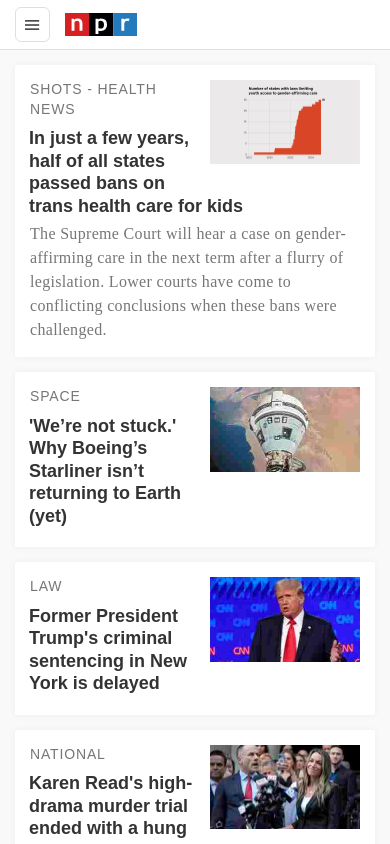 npr
SHOTS - HEALTH
NEWS
Number of states with laws limiting
youth access to gender-affirming care
In just a few years,
half of all states
passed bans on
trans health care for kids
The Supreme Court will hear a case on gender-
affirming care in the next term after a flurry of
legislation. Lower courts have come to
conflicting conclusions when these bans were
challenged.
SPACE
'We’re not stuck.'
Why Boeing’s
Starliner isn’t
returning to Earth
(yet)
LAW
Former President
Trump's criminal
sentencing in New
York is delayed
CNN
CNN
CNN
CNN
NATIONAL
Karen Read's high-
drama murder trial
ended with a hung